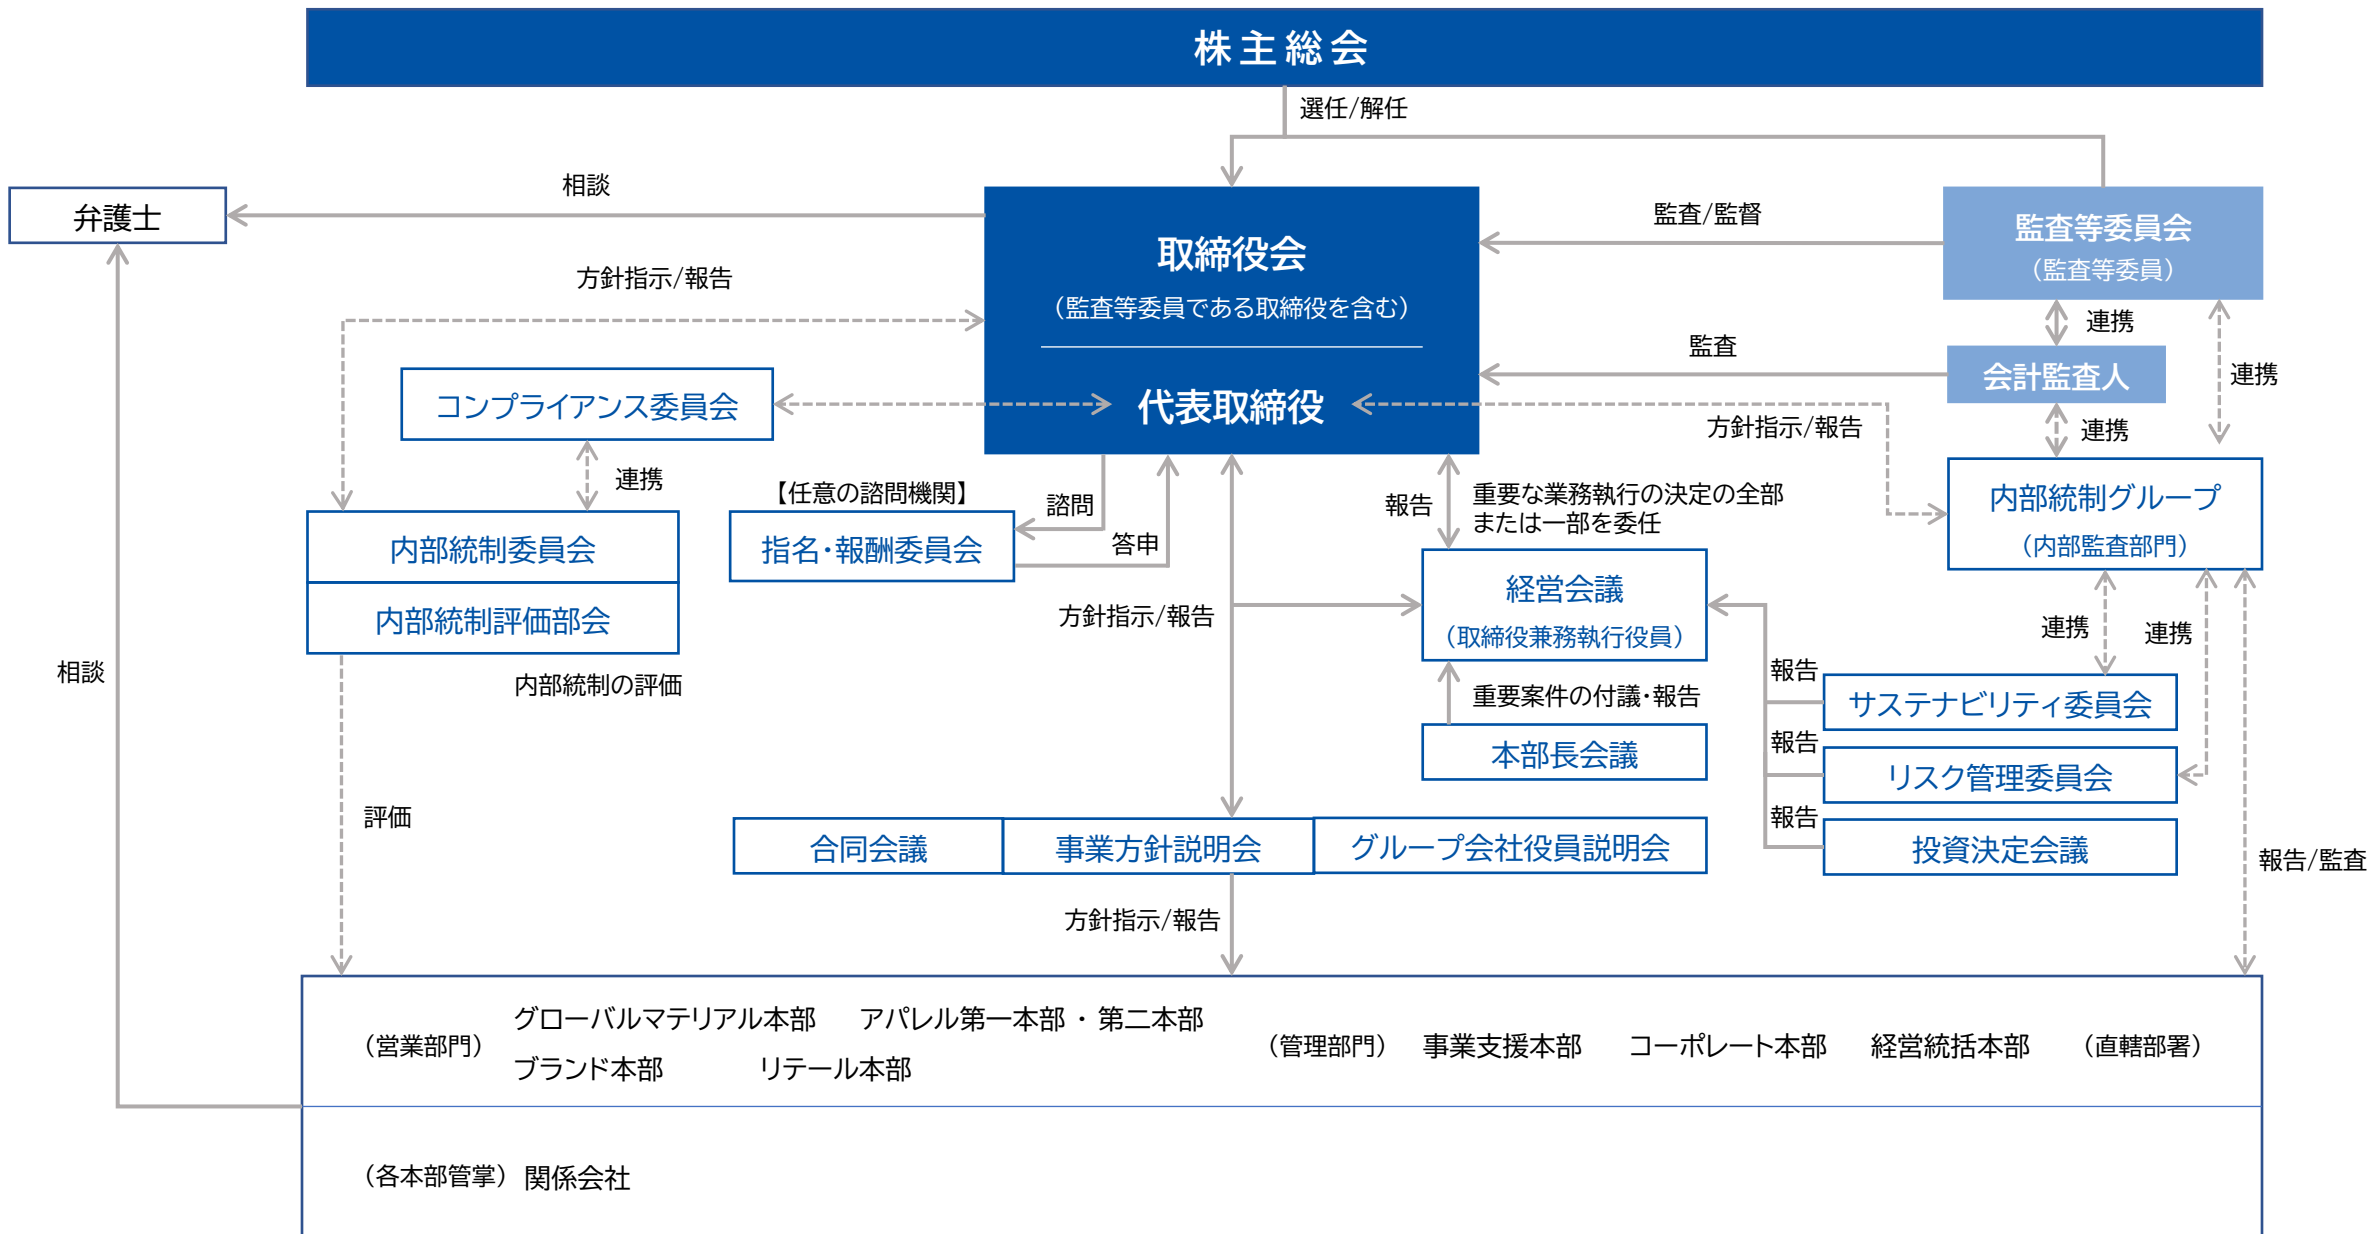 株主総会
選任/解任
相談
弁護士
監査/監督
監査等委員会
（監査等委員）
取締役会
（監査等委員である取締役を含む）
方針指示/報告
連携
監査
会計監査人
連携
コンプライアンス委員会
代表取締役
方針指示/報告
連携
連携
【任意の諮問機関】
諮問
報告
重要な業務執行の決定の全部
または一部を委任
内部統制グループ
（内部監査部門）
内部統制委員会
指名・報酬委員会
答申
経営会議
（取締役兼務執行役員）
内部統制評価部会
方針指示/報告
連携
連携
相談
内部統制の評価
重要案件の付議・報告
報告
サステナビリティ委員会
本部長会議
報告
リスク管理委員会
評価
報告
合同会議
事業方針説明会
グループ会社役員説明会
投資決定会議
報告/監査
方針指示/報告
（営業部門）
グローバルマテリアル本部 アパレル第一本部・第二本部
ブランド本部 リテール本部
（管理部門） 事業支援本部 コーポレート本部 経営統括本部 （直轄部署）
（各本部管掌） 関係会社